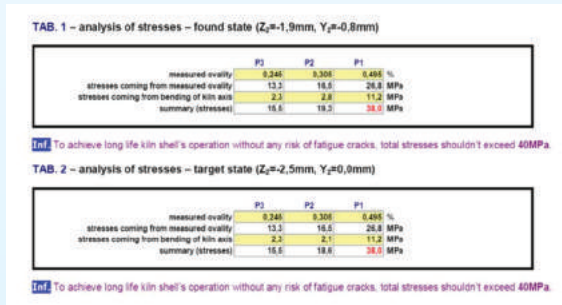 TAB. 1 – analysis of stresses – found state (Z₂=-1,9mm, Y₂=-0,8mm)
P3 P2 P1
measured ovality 0,246 0,306 0,495 %
stresses coming from measured ovality 13,3 16,5 26,8 MPa
stresses coming from bending of kiln axis 2,3 2,8 11,2 MPa
summary (stresses) 15,6 19,3 38,0 MPa
Inf. To achieve long life kiln shell's operation without any risk of fatigue cracks, total stresses shouldn't exceed 40MPa.
TAB. 2 – analysis of stresses – target state (Z₂=-2,5mm, Y₂=0,0mm)
P3 P2 P1
measured ovality 0,246 0,306 0,495 %
stresses coming from measured ovality 13,3 16,5 26,8 MPa
stresses coming from bending of kiln axis 2,3 2,1 11,2 MPa
summary (stresses) 15,6 18,6 38,0 MPa
Inf. To achieve long life kiln shell's operation without any risk of fatigue cracks, total stresses shouldn't exceed 40MPa.